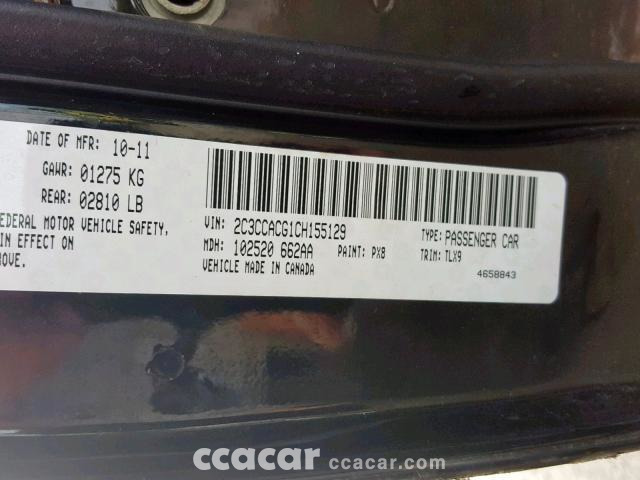 DATE OF MFR: 10-11
GAWR: 01275 KG
REAR: 02810 LB
EDERAL MOTOR VEHICLE SAFETY,
IN EFFECT ON
BOVE.
VIN: 2C3CCACG1CH155129
TYPE: PASSENGER CAR
MDH: 102520 662AA PAINT: PX8 TRIM: TLX9
VEHICLE MADE IN CANADA
4658843
ccacar ccacar.com